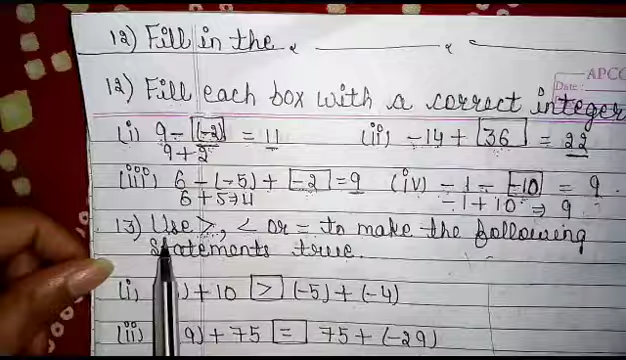 12) Fill in the
APCO
Date:
12) Fill each box with a correct integer
(i) 9 - (-2) = 11 (ii) -14 + 36 = 22
9 + 2
(iii) 6 - (-5) + -2 = 9 (iv) -1 - -10 = 9
6 + 5 ⇒ 11 -1 + 10 ⇒ 9
13) Use >, < or = to make the following
statements true.
(i) ) + 10 > (-5) + (-4)
(ii) 9) + 75 = 75 + (-29)